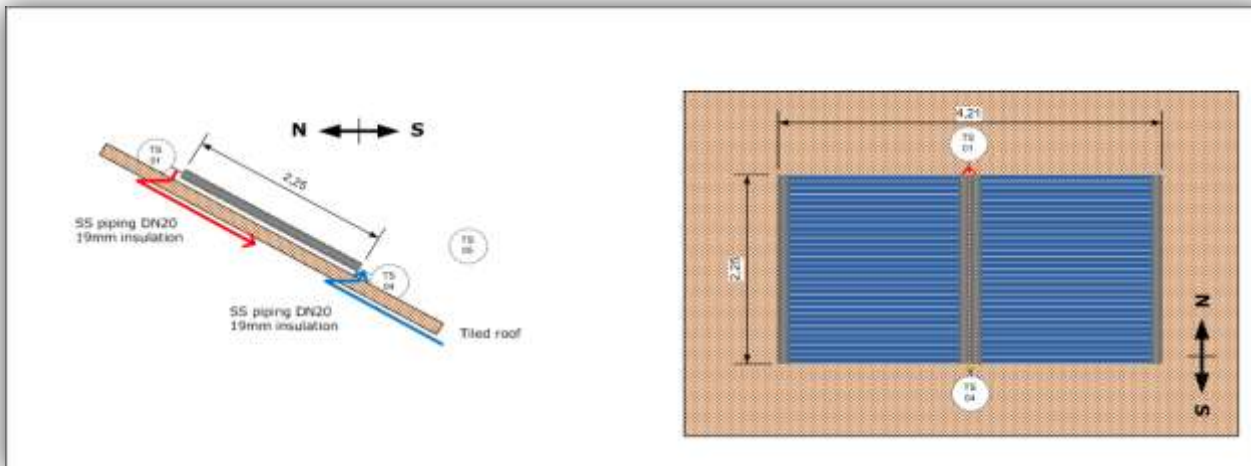 N S
TS
01
2,25
SS piping DN20
19mm insulation
TS
05
TS
04
SS piping DN20
19mm insulation
Tiled roof
4,21
TS
01
2,25
N
S
TS
04